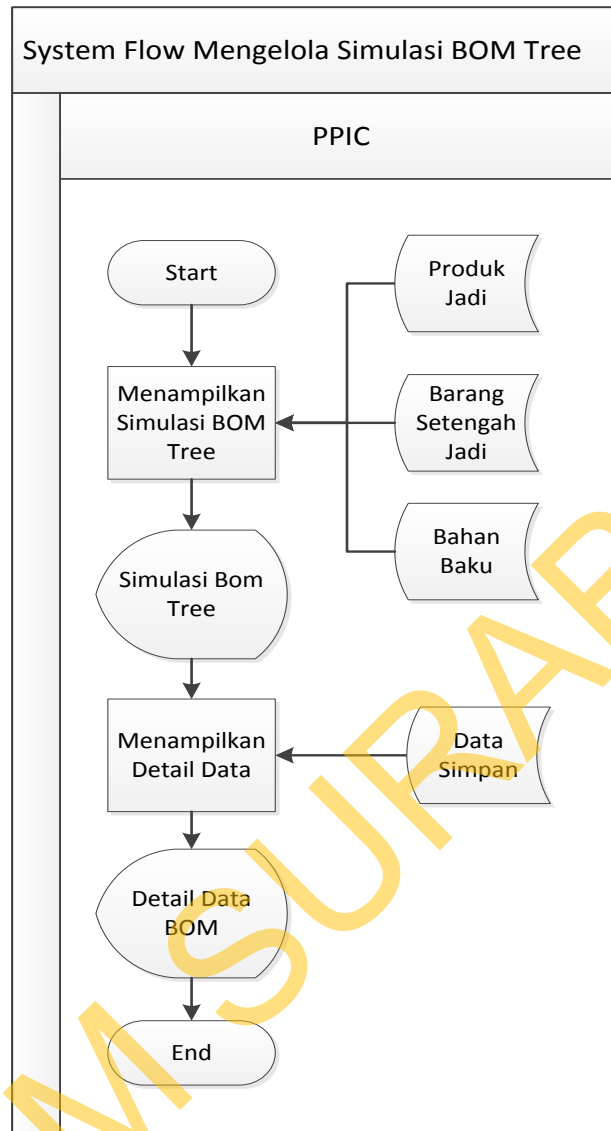 System Flow Mengelola Simulasi BOM Tree
PPIC
Start
Produk
Jadi
Menampilkan
Simulasi BOM
Tree
Barang
Setengah
Jadi
Bahan
Baku
Simulasi Bom
Tree
Menampilkan
Detail Data
Data
Simpan
Detail Data
BOM
End
M SURAB